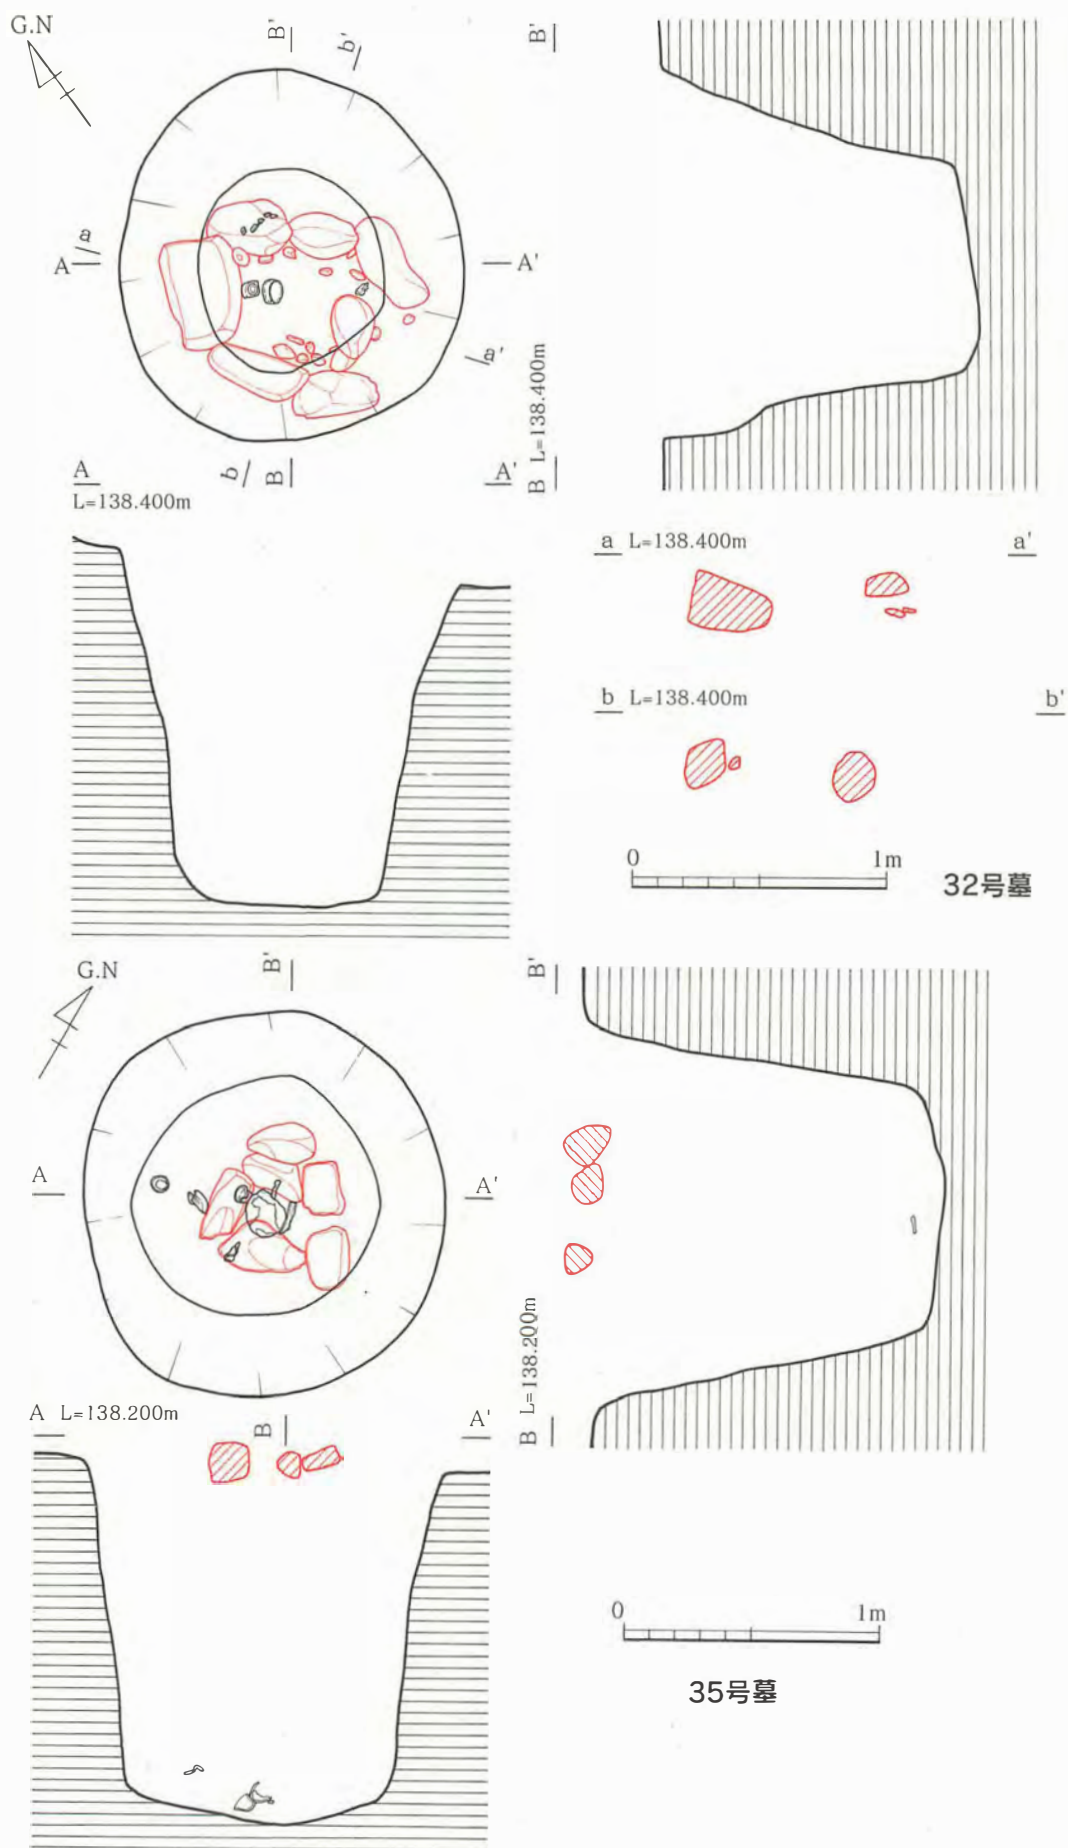 G.N
B'
b'
a
A
A'
a'
b
B
A
L=138.400m
A'
B'
B L=138.400m
a L=138.400m
a'
b L=138.400m
b'
0
1m
32号墓
G.N
B'
A
A'
B
A L=138.200m
A'
B'
B L=138.200m
0
1m
35号墓